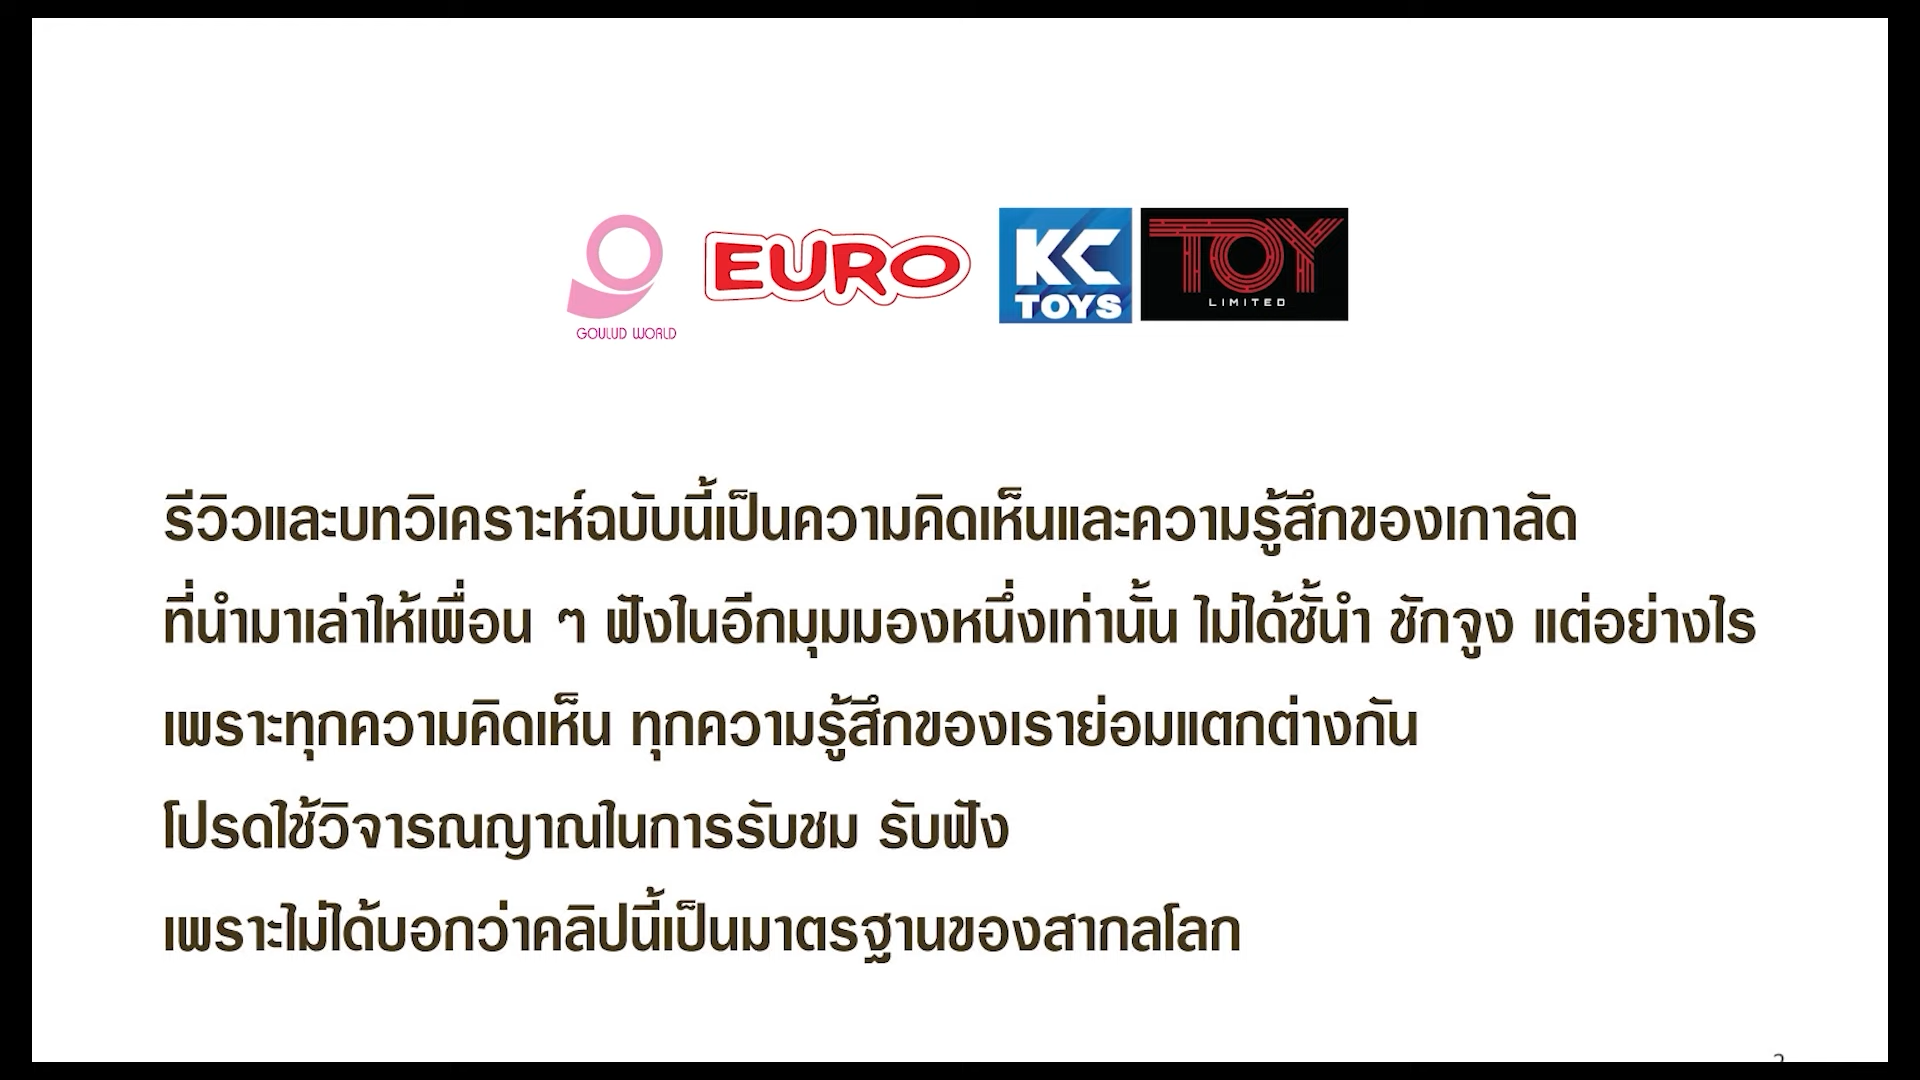 GOULUD WORLD
EURO
KC
TOYS
TOY
LIMITED
รีวิวและบทวิเคราะห์ฉบับนี้เป็นความคิดเห็นและความรู้สึกของเกาลัด
ที่นำมาเล่าให้เพื่อน ๆ ฟังในอีกมุมมองหนึ่งเท่านั้น ไม่ได้ชั้นำ ชักจูง แต่อย่างไร
เพราะทุกความคิดเห็น ทุกความรู้สึกของเราย่อมแตกต่างกัน
โปรดใช้วิจารณญาณในการรับชม รับฟัง
เพราะไม่ได้บอกว่าคลิปนี้เป็นมาตรฐานของสากลโลก